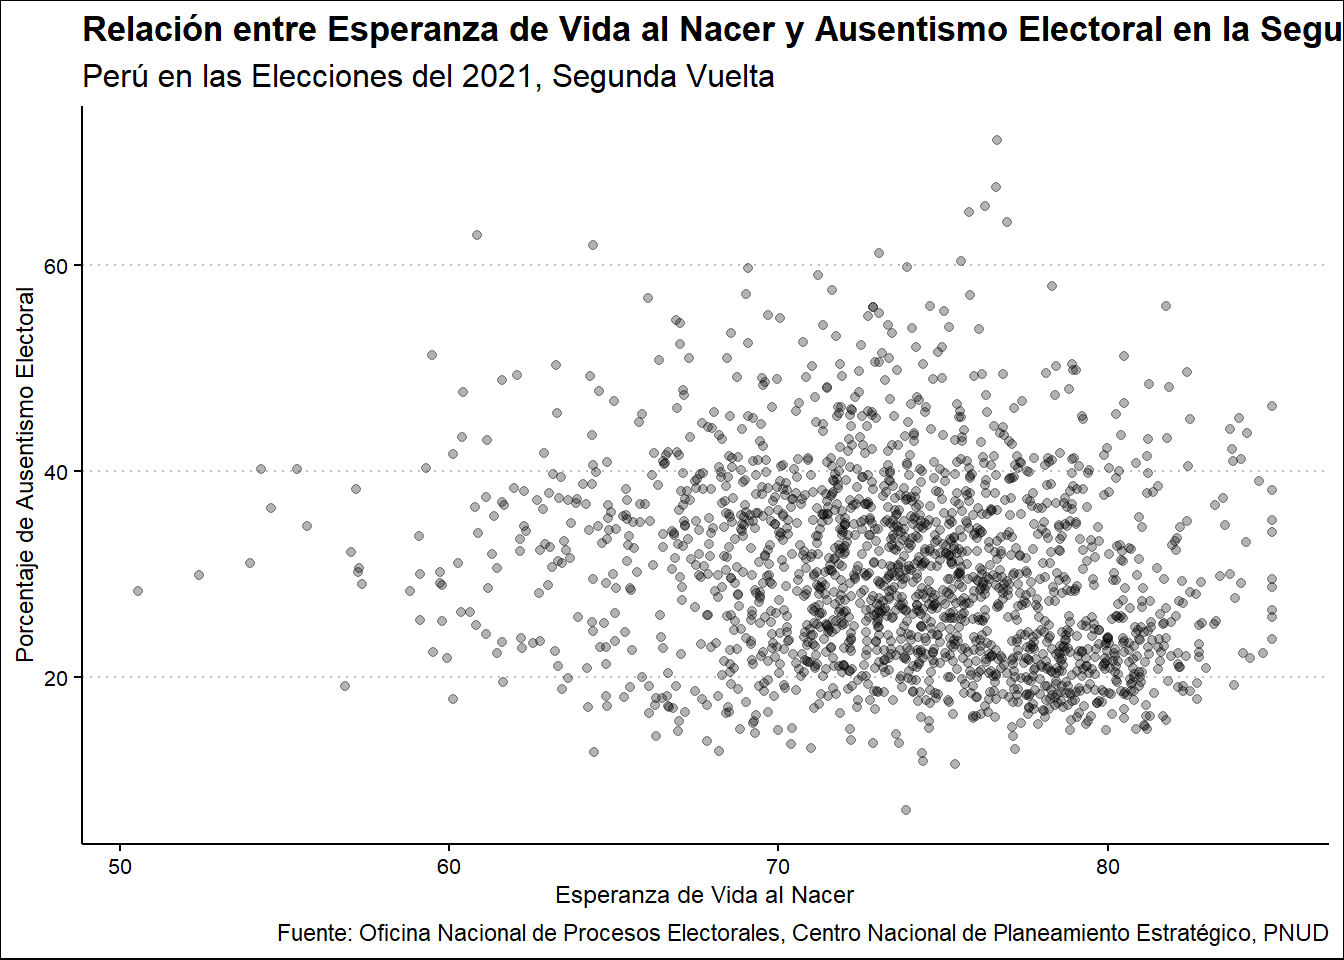 Relación entre Esperanza de Vida al Nacer y Ausentismo Electoral en la Segu
Perú en las Elecciones del 2021, Segunda Vuelta
Porcentaje de Ausentismo Electoral
60
40
20
50 60 70 80
Esperanza de Vida al Nacer
Fuente: Oficina Nacional de Procesos Electorales, Centro Nacional de Planeamiento Estratégico, PNUD